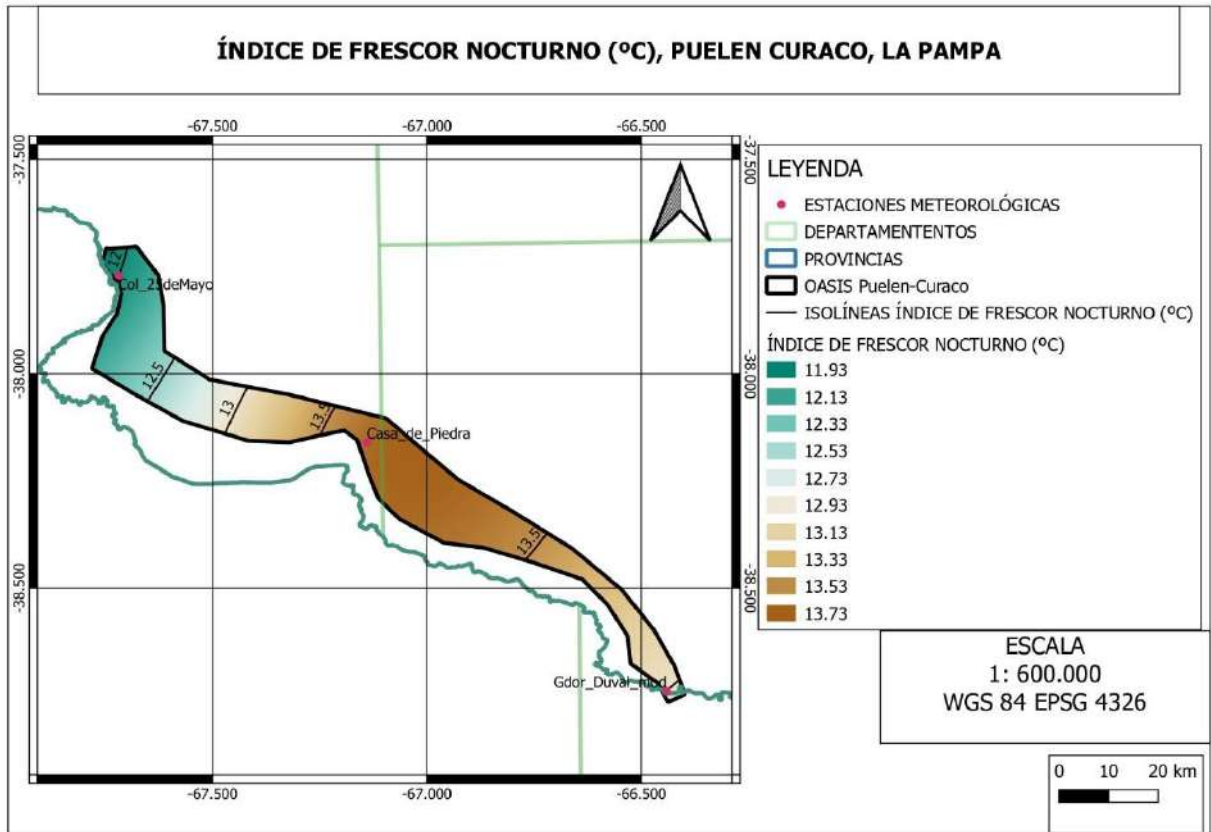 ÍNDICE DE FRESCOR NOCTURNO (ºC), PUELEN CURACO, LA PAMPA
-67.500 -67.000 -66.500
-37.500 -37.500
LEYENDA
ESTACIONES METEOROLÓGICAS
DEPARTAMENTENTOS
PROVINCIAS
OASIS Puelen-Curaco
ISOLÍNEAS ÍNDICE DE FRESCOR NOCTURNO (ºC)
ÍNDICE DE FRESCOR NOCTURNO (ºC)
11.93
12.13
12.33
12.53
12.73
12.93
13.13
13.33
13.53
13.73
12
Col_25deMayo
-38.000 -38.000
12.5
13
13.5
Casa_de_Piedra
13.5
-38.500 -38.500
Gdor_Duval_mod
-67.500 -67.000 -66.500
ESCALA
1: 600.000
WGS 84 EPSG 4326
0 10 20 km